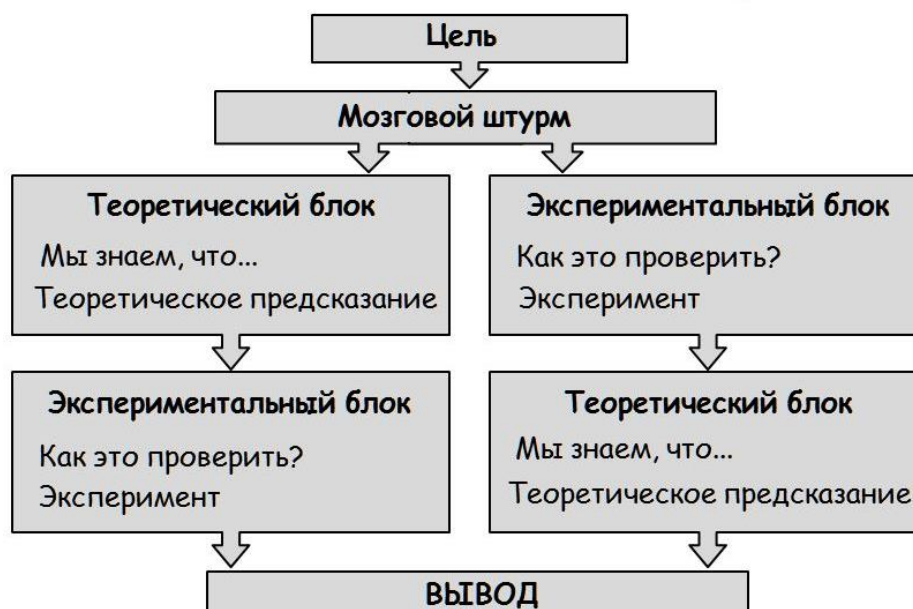 Цель
Мозговой штурм
Теоретический блок
Мы знаем, что...
Теоретическое предсказание
Экспериментальный блок
Как это проверить?
Эксперимент
Экспериментальный блок
Как это проверить?
Эксперимент
Теоретический блок
Мы знаем, что...
Теоретическое предсказание
ВЫВОД